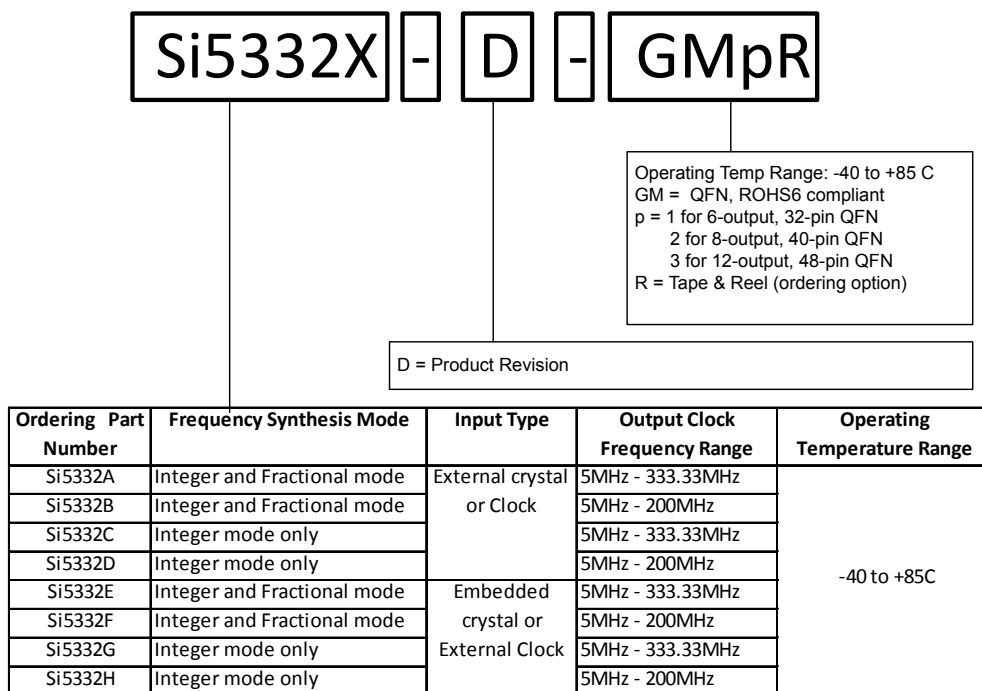 Si5332X - D - GMpR
Operating Temp Range: -40 to +85 C
GM = QFN, ROHS6 compliant
p = 1 for 6-output, 32-pin QFN
2 for 8-output, 40-pin QFN
3 for 12-output, 48-pin QFN
R = Tape & Reel (ordering option)
D = Product Revision
Ordering Part Number | Frequency Synthesis Mode | Input Type | Output Clock Frequency Range | Operating Temperature Range
Si5332A | Integer and Fractional mode | External crystal or Clock | 5MHz - 333.33MHz | -40 to +85C
Si5332B | Integer and Fractional mode | 5MHz - 200MHz
Si5332C | Integer mode only | 5MHz - 333.33MHz
Si5332D | Integer mode only | 5MHz - 200MHz
Si5332E | Integer and Fractional mode | Embedded crystal or External Clock | 5MHz - 333.33MHz
Si5332F | Integer and Fractional mode | 5MHz - 200MHz
Si5332G | Integer mode only | 5MHz - 333.33MHz
Si5332H | Integer mode only | 5MHz - 200MHz